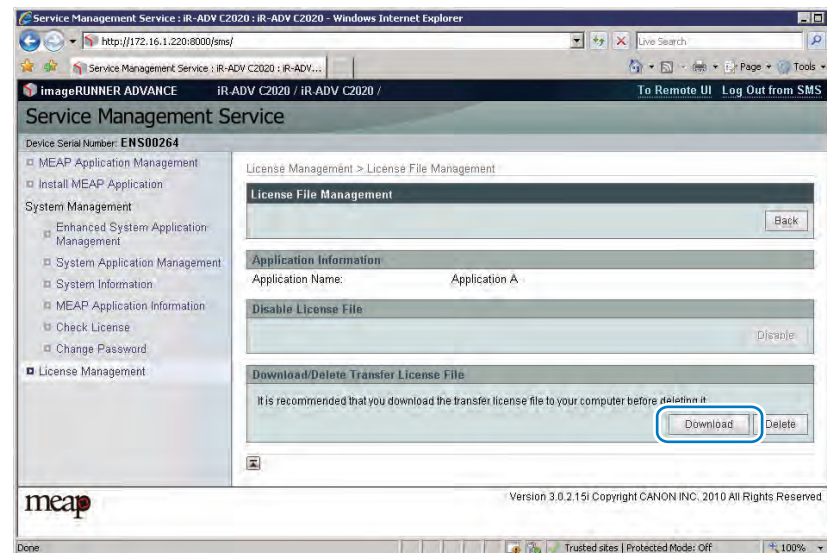 Service Management Service : iR-ADV C2020 : iR-ADV C2020 - Windows Internet Explorer
http://172.16.1.220:8000/sms/
Live Search
Service Management Service : iR-ADV C2020 : iR-ADV...
Page
Tools
imageRUNNER ADVANCE iR-ADV C2020 / iR-ADV C2020 /
To Remote UI Log Out from SMS
Service Management Service
Device Serial Number: ENS00264
MEAP Application Management
Install MEAP Application
System Management
Enhanced System Application
Management
System Application Management
System Information
MEAP Application Information
Check License
Change Password
License Management
License Management > License File Management
License File Management
Back
Application Information
Application Name: Application A
Disable License File
Disable
Download/Delete Transfer License File
It is recommended that you download the transfer license file to your computer before deleting it.
Download Delete
meap
Version 3.0.2.15i Copyright CANON INC. 2010 All Rights Reserved
Done
Trusted sites | Protected Mode: Off
100%